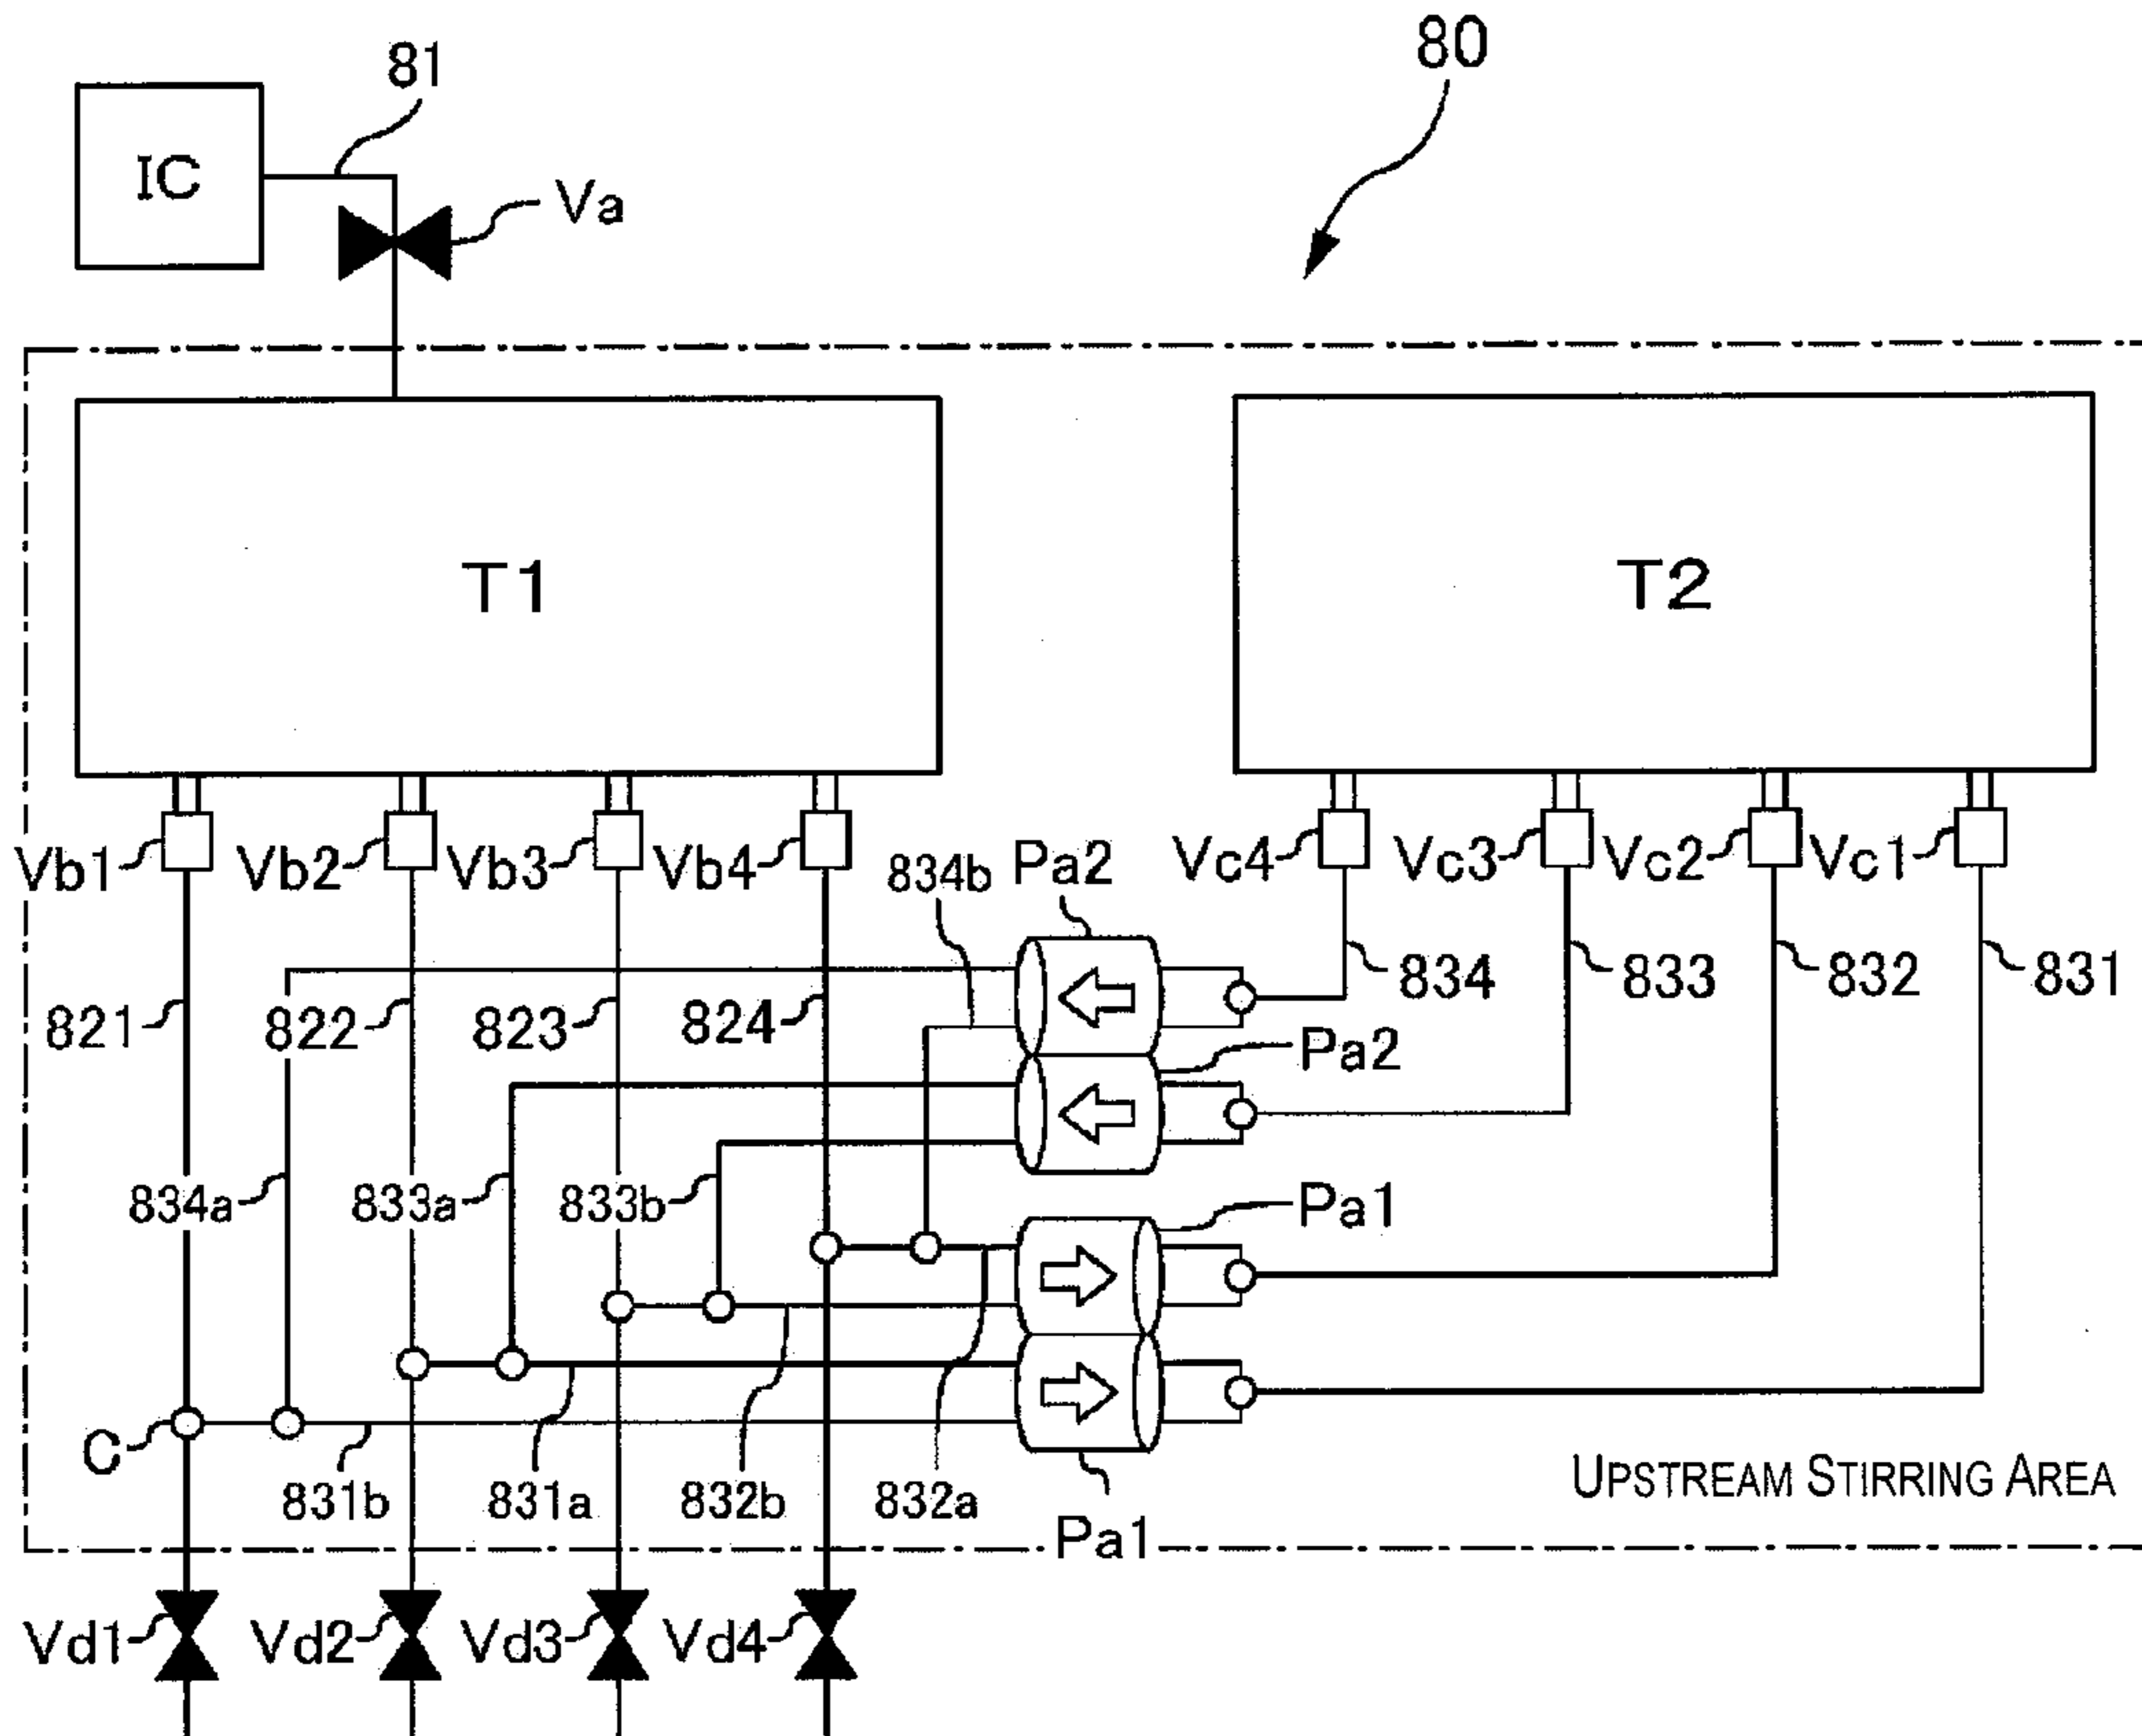 80
81
IC
Va
T1
T2
Vb1
Vb2
Vb3
Vb4
834b
Pa2
Vc4
Vc3
Vc2
Vc1
821
822
823
824
834
833
832
831
Pa2
834a
833a
833b
Pa1
C
831b
831a
832b
832a
UPSTREAM STIRRING AREA
Pa1
Vd1
Vd2
Vd3
Vd4